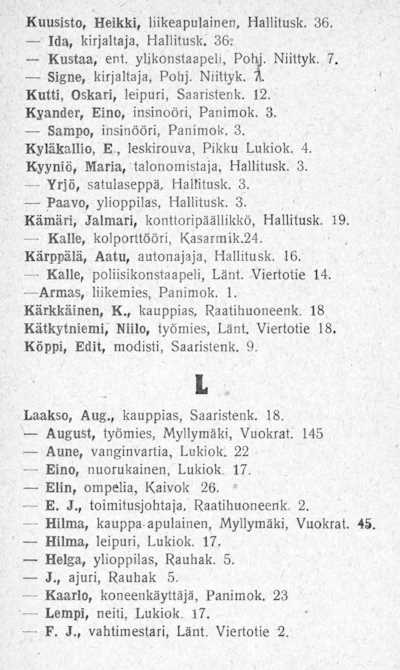 Kuusisto, Heikki, liikeapulainen, Hallitusk. 36.
— Ida, kirjaltaja, Hallitusk. 36.
— Kustaa, ent. ylikonstaapeli, Pohj. Niittyk. 7.
— Signe, kirjaltaja, Pohj. Niittyk. 7.
Kutti, Oskari, leipuri, Saaristenk. 12.
Kyander, Eino, insinööri, Panimok. 3.
— Sampo, insinööri, Panimok. 3.
Kyläkallio, E., leskirouva, Pikku Lukiok. 4.
Kyyniö, Maria, talonomistaja, Hallitusk. 3.
— Yrjö, satulaseppä, Hallitusk. 3.
— Paavo, ylioppilas, Hallitusk. 3.
Kämäri, Jalmari, konttoripäällikkö, Hallitusk. 19.
— Kalle, kolporttööri, Kasarmik.24.
Kärppälä, Aatu, autonajaja, Hallitusk. 16.
— Kalle, poliisikonstaapeli, Länt. Viertotie 14.
—Armas, liikemies, Panimok. 1.
Kärkkäinen, K., kauppias, Raatihuoneenk. 18
Kätkytniemi, Niilo, työmies, Länt. Viertotie 18.
Köppi, Edit, modisti, Saaristenk. 9.
L
Laakso, Aug., kauppias, Saaristenk. 18.
— August, työmies, Myllymäki, Vuokrat. 145
— Aune, vanginvartia, Lukiok. 22
— Eino, nuorukainen, Lukiok. 17.
— Elin, ompelia, Kaivok 26.
— E. J., toimitusjohtaja, Raatihuoneenk. 2.
— Hilma, kauppa-apulainen, Myllymäki, Vuokrat. 45.
— Hilma, leipuri, Lukiok. 17.
— Helga, ylioppilas, Rauhak. 5.
— J., ajuri, Rauhak 5.
— Kaarlo, koneenkäyttäjä, Panimok. 23
— Lempi, neiti, Lukiok. 17.
— F. J., vahtimestari, Länt. Viertotie 2.